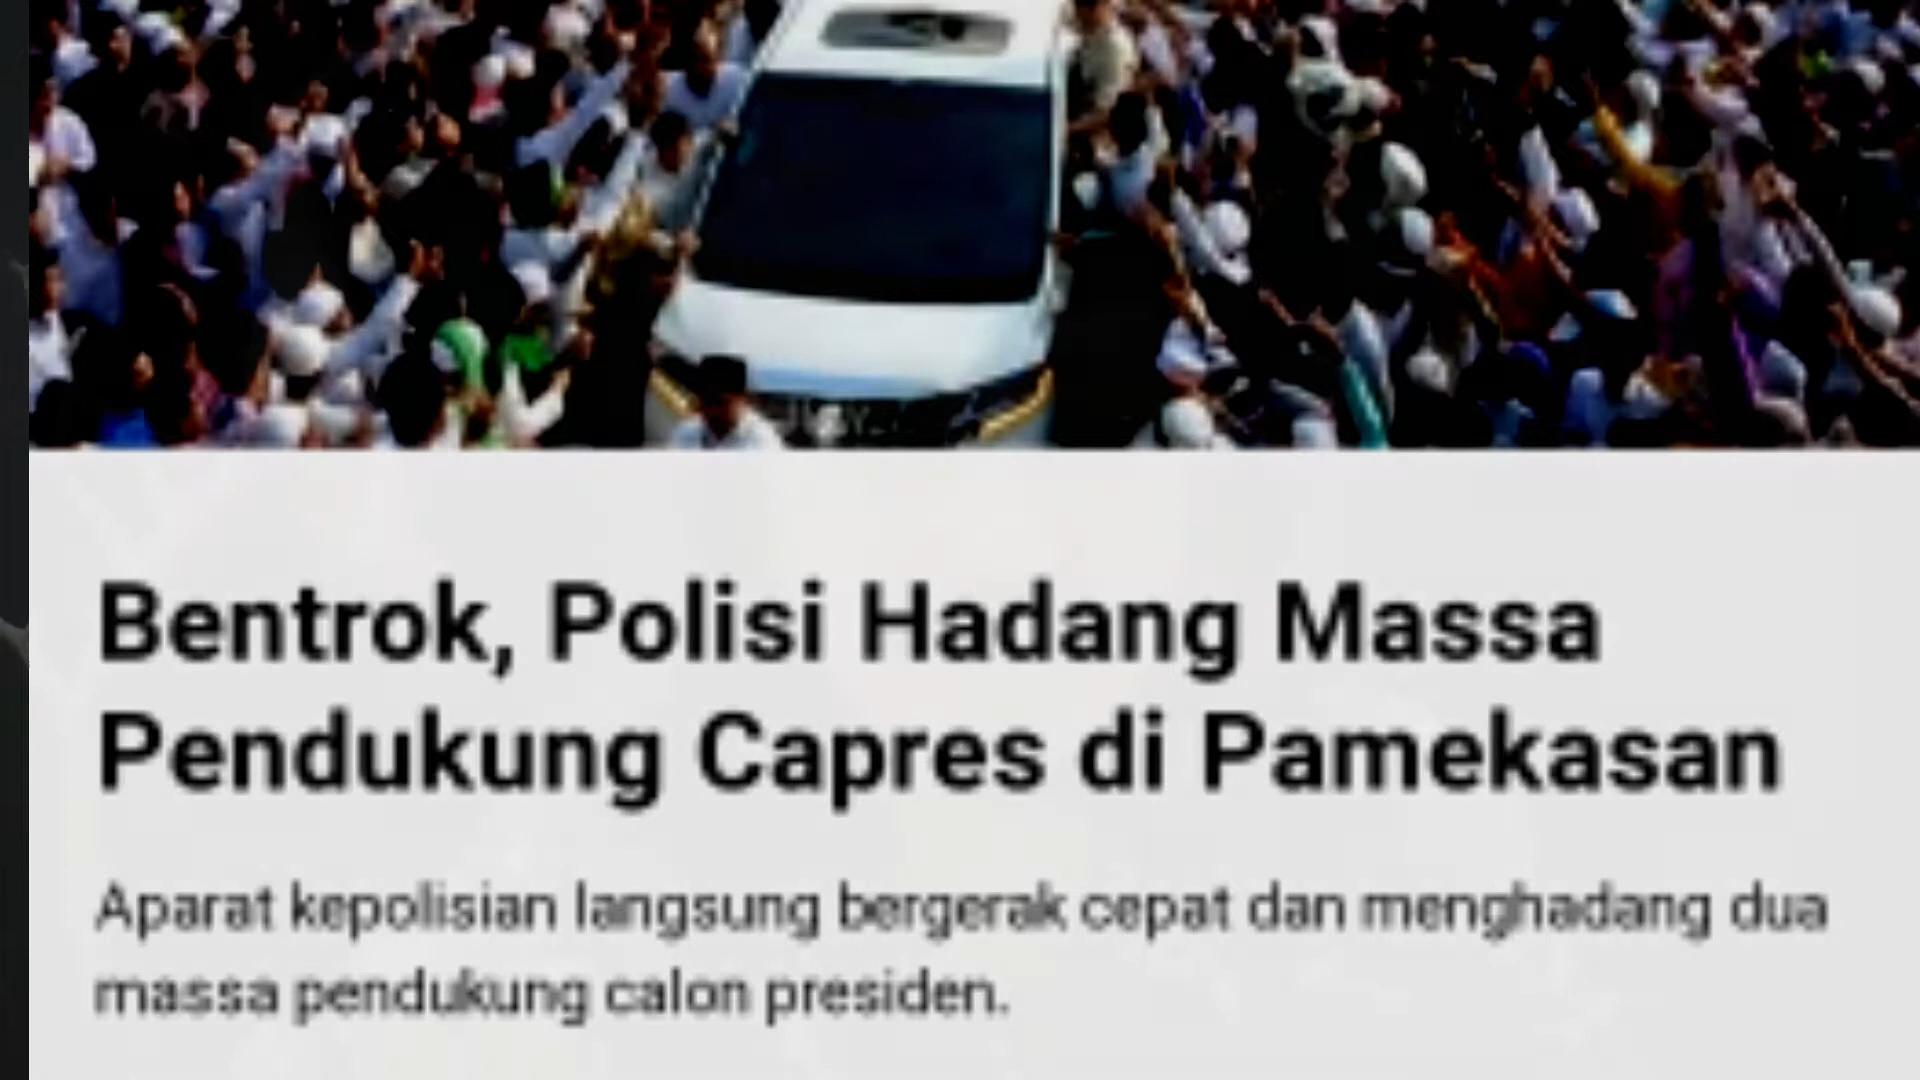 Bentrok, Polisi Hadang Massa
Pendukung Capres di Pamekasan
Aparat kepolisian langsung bergerak cepat dan menghadang dua
massa pendukung calon presiden.